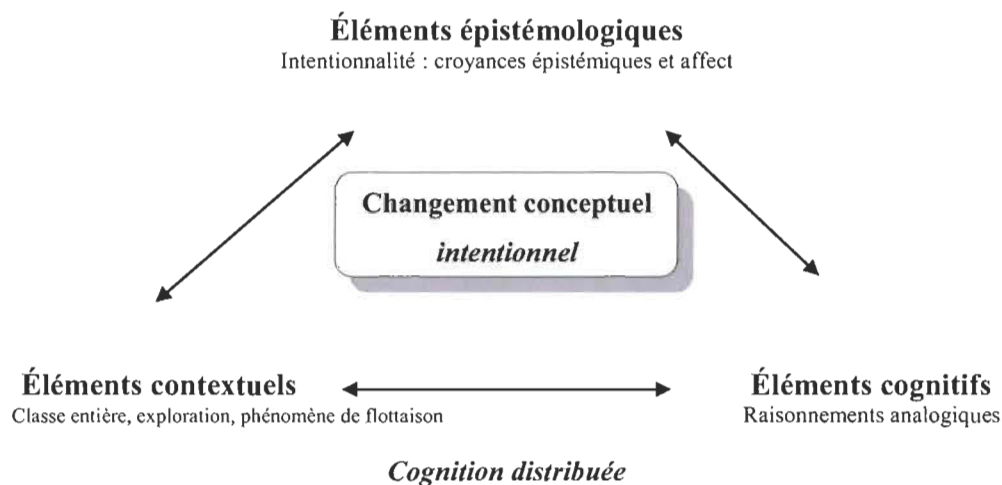 Éléments épistémologiques
Intentionnalité : croyances épistémiques et affect
Changement conceptuel
intentionnel
Éléments contextuels
Classe entière, exploration, phénomène de flottaison
Éléments cognitifs
Raisonnements analogiques
Cognition distribuée